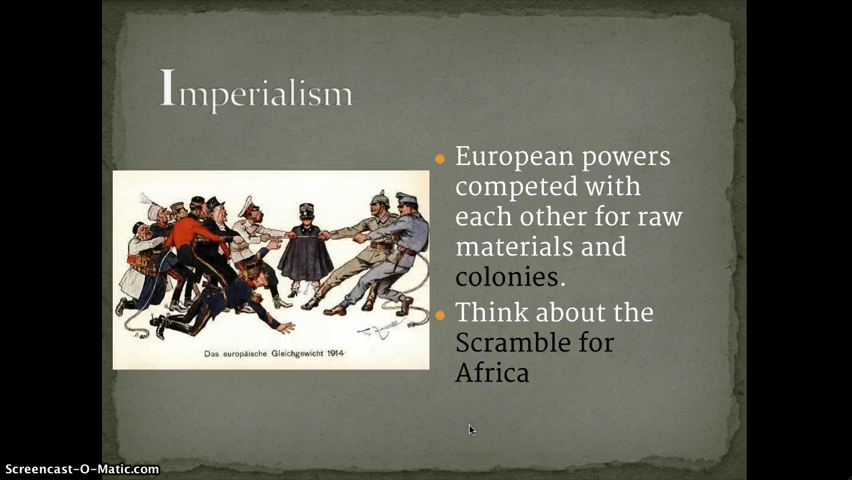 Imperialism
European powers
competed with
each other for raw
materials and
colonies.
Think about the
Scramble for
Africa
Das europäische Gleichgewicht 1914
Screencast-O-Matic.com